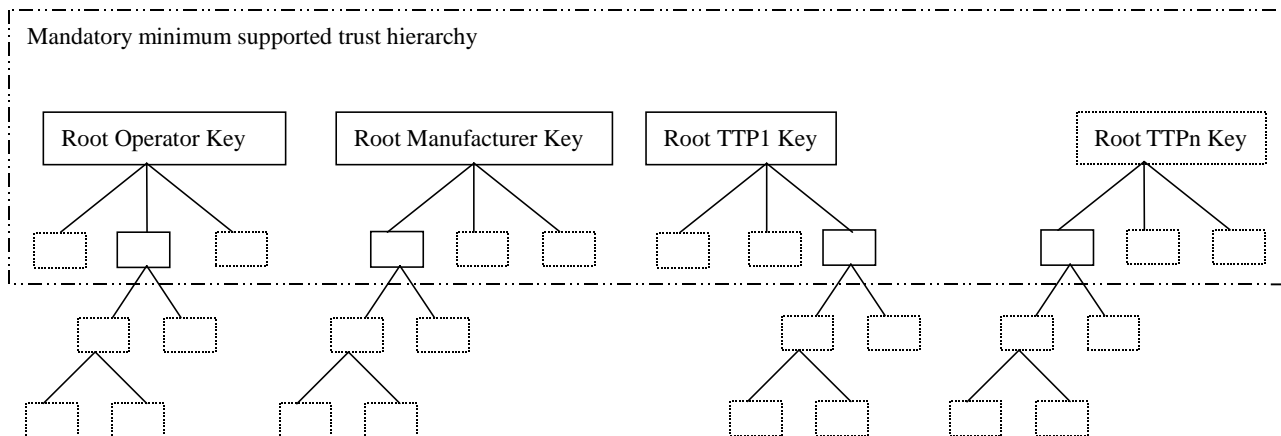 Mandatory minimum supported trust hierarchy
Root Operator Key
Root Manufacturer Key
Root TTP1 Key
Root TTPn Key